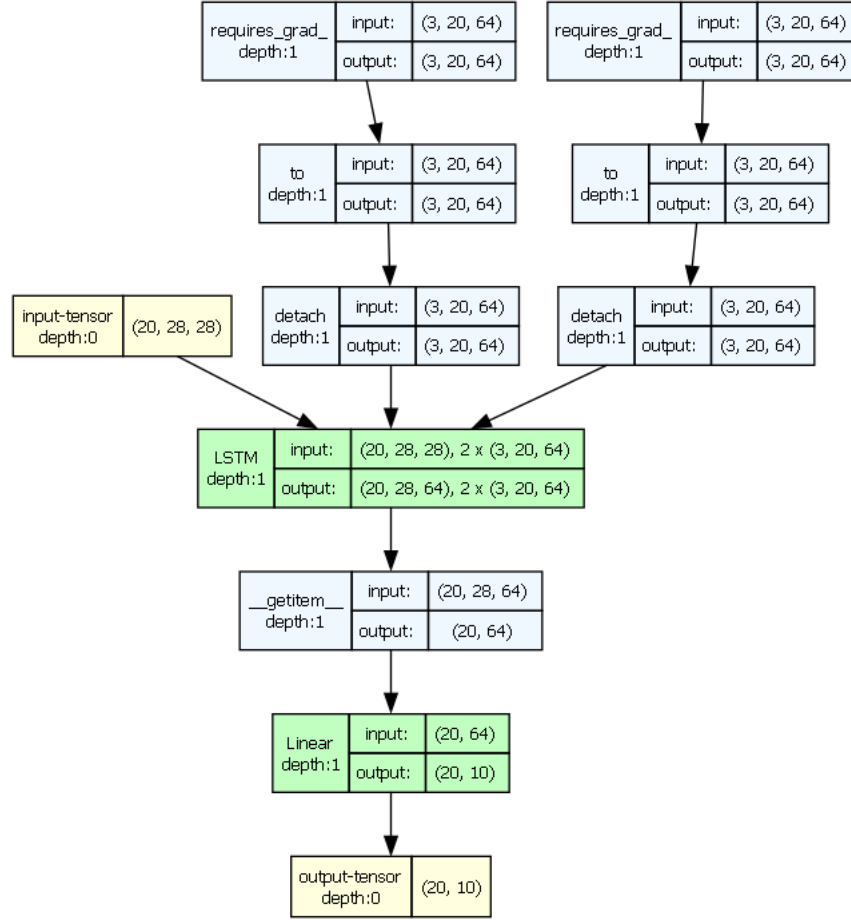 requires_grad_
depth:1
input:
(3, 20, 64)
output:
(3, 20, 64)
requires_grad_
depth:1
input:
(3, 20, 64)
output:
(3, 20, 64)
to
depth:1
input:
(3, 20, 64)
output:
(3, 20, 64)
to
depth:1
input:
(3, 20, 64)
output:
(3, 20, 64)
input-tensor
depth:0
(20, 28, 28)
detach
depth:1
input:
(3, 20, 64)
output:
(3, 20, 64)
detach
depth:1
input:
(3, 20, 64)
output:
(3, 20, 64)
LSTM
depth:1
input:
(20, 28, 28), 2 x (3, 20, 64)
output:
(20, 28, 64), 2 x (3, 20, 64)
__getitem__
depth:1
input:
(20, 28, 64)
output:
(20, 64)
Linear
depth:1
input:
(20, 64)
output:
(20, 10)
output-tensor
depth:0
(20, 10)